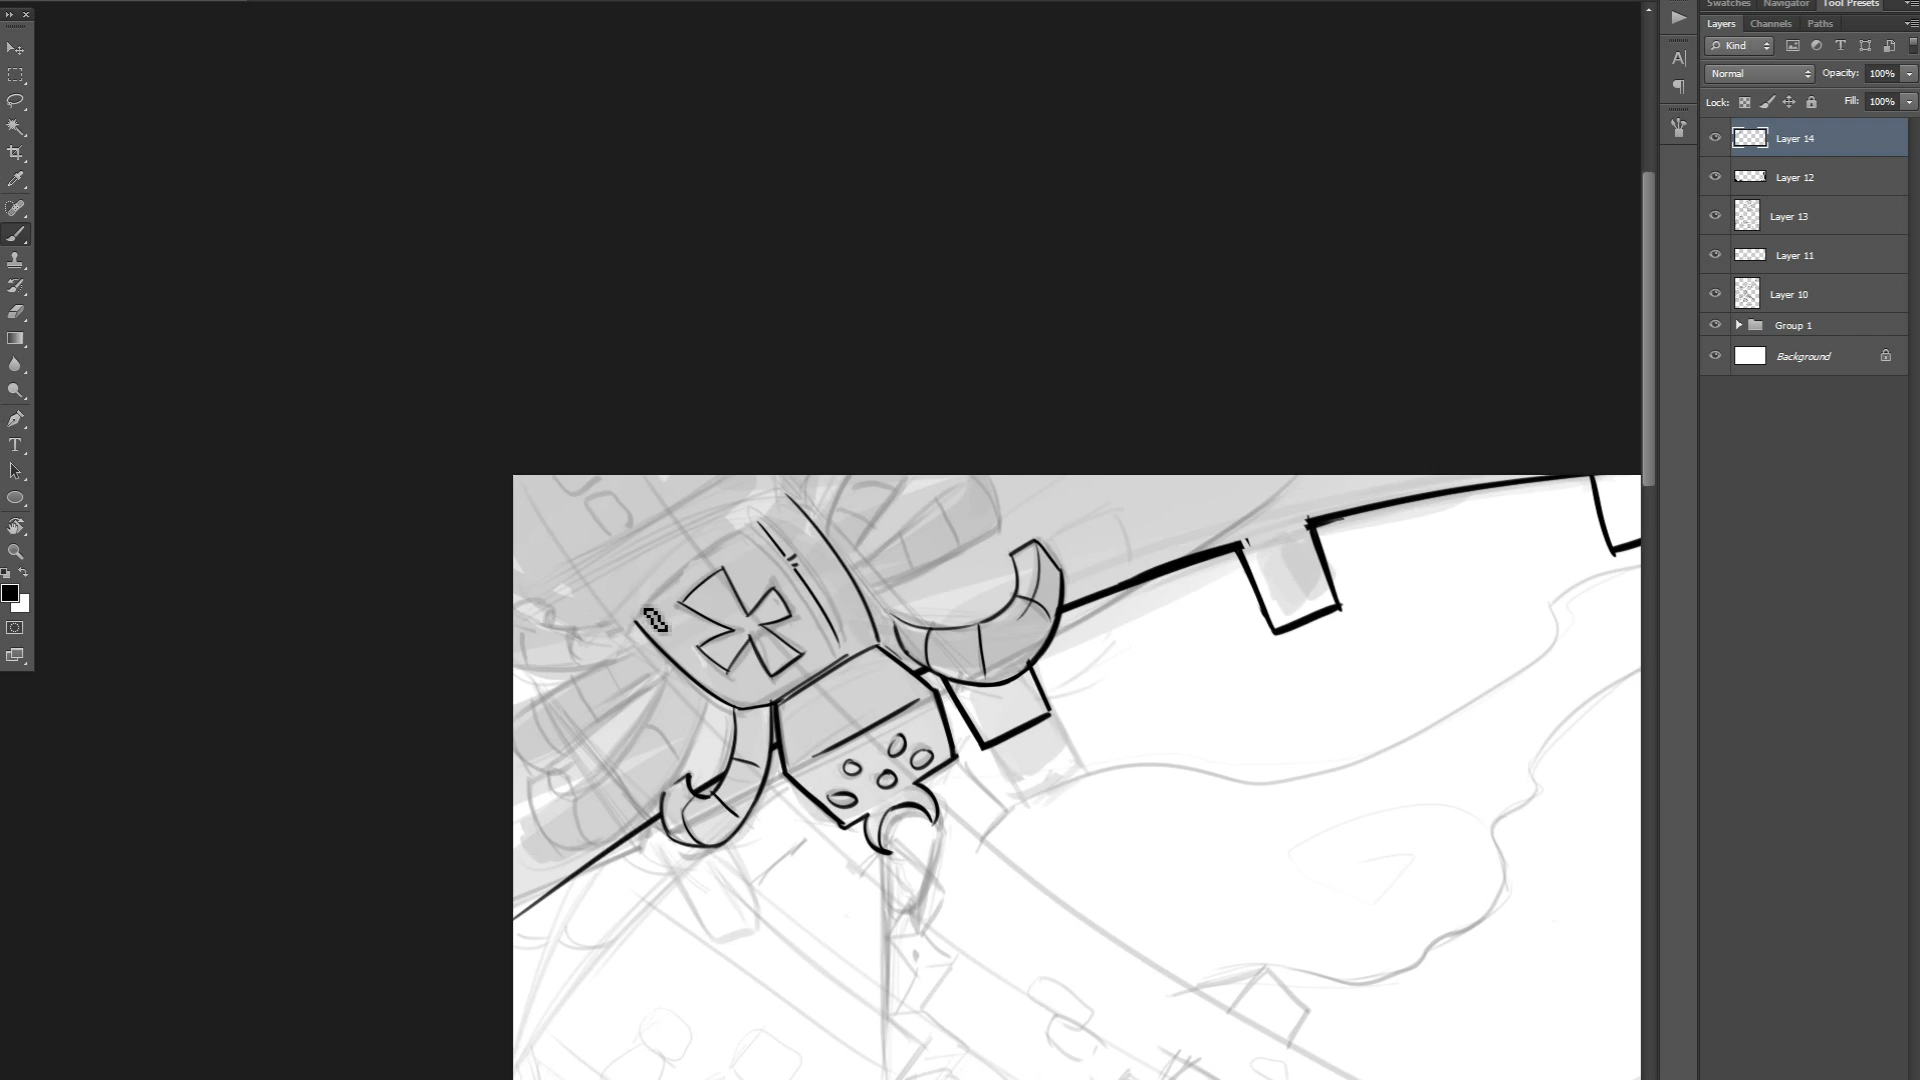 Swatches Navigator Tool Presets
Layers Channels Paths
Kind
Normal Opacity: 100%
Lock: Fill: 100%
Layer 14
Layer 12
Layer 13
Layer 11
Layer 10
Group 1
Background